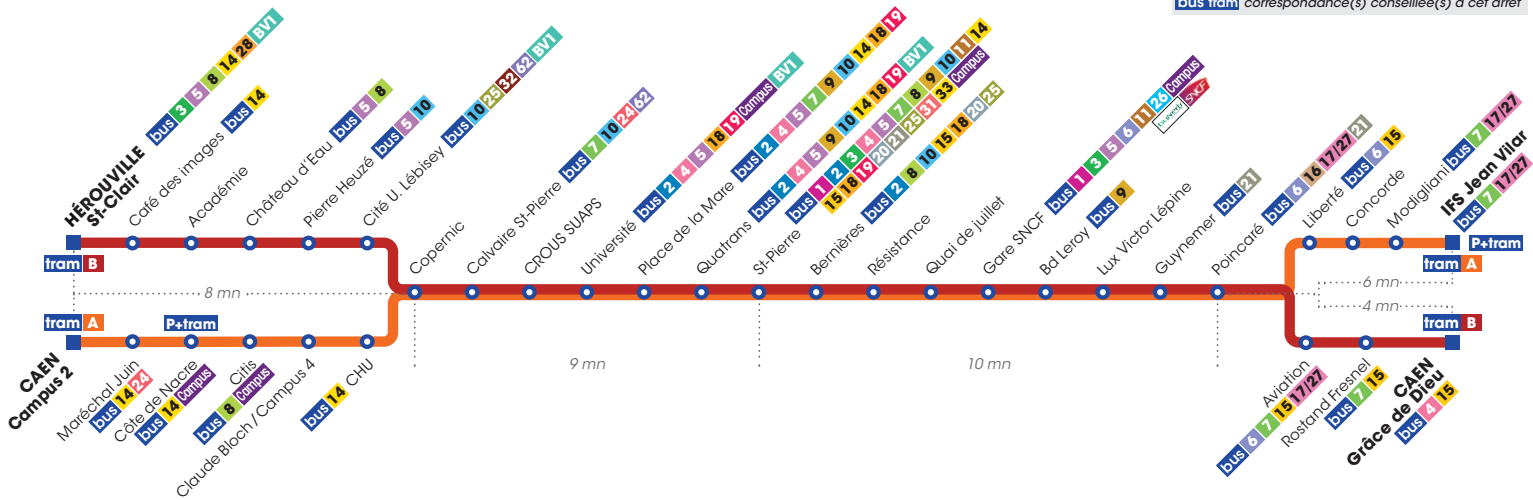 bus tram correspondance(s) conseillée(s) à cet arrêt
HÉROUVILLE
St-Clair
bus 3 5 8 14 28 BV1
Café des images
bus 14
Académie
Château d'Eau bus 5 8
Pierre Heuzé bus 5 10
Cité U. Lébisey bus 10 25 32 62 BV1
Copernic
Calvaire St-Pierre bus 7 10 24 62
CROUS SUAPS
Université bus 2 4 5 18 19 Campus BV1
Place de la Mare bus 2 4 5 7 9 10 14 18 19
Quatrans bus 2 4 5 9 10 14 18 19 BV1
St-Pierre bus 1 2 3 4 5 7 8 9 10 11 14
15 18 19 20 21 25 31 33 Campus
Bernières bus 2 8 10 15 18 20 25
Résistance
Quai de juillet
Gare SNCF bus 1 3 5 6 11 26 Campus
SNCF
Bd Leroy bus 9
Lux Victor Lépine
Guynemer bus 21
Poincaré bus 6 16 17/27 21
Liberté bus 6 15
Concorde
Modigliani bus 7 17/27
IFS Jean Vilar
bus 7 17/27
P+tram
tram A
tram B
8 mn
6 mn
4 mn
tram A
P+tram
tram B
9 mn
10 mn
CAEN
Campus 2
Maréchal Juin
bus 14 24
Côte de Nacre
bus 14 Campus
Citis
bus 8 Campus
Claude Bloch / Campus 4
CHU
bus 14
Aviation
bus 6 7 15 17/27
Rostand Fresnel
bus 7 15
CAEN
Grâce de Dieu
bus 4 15